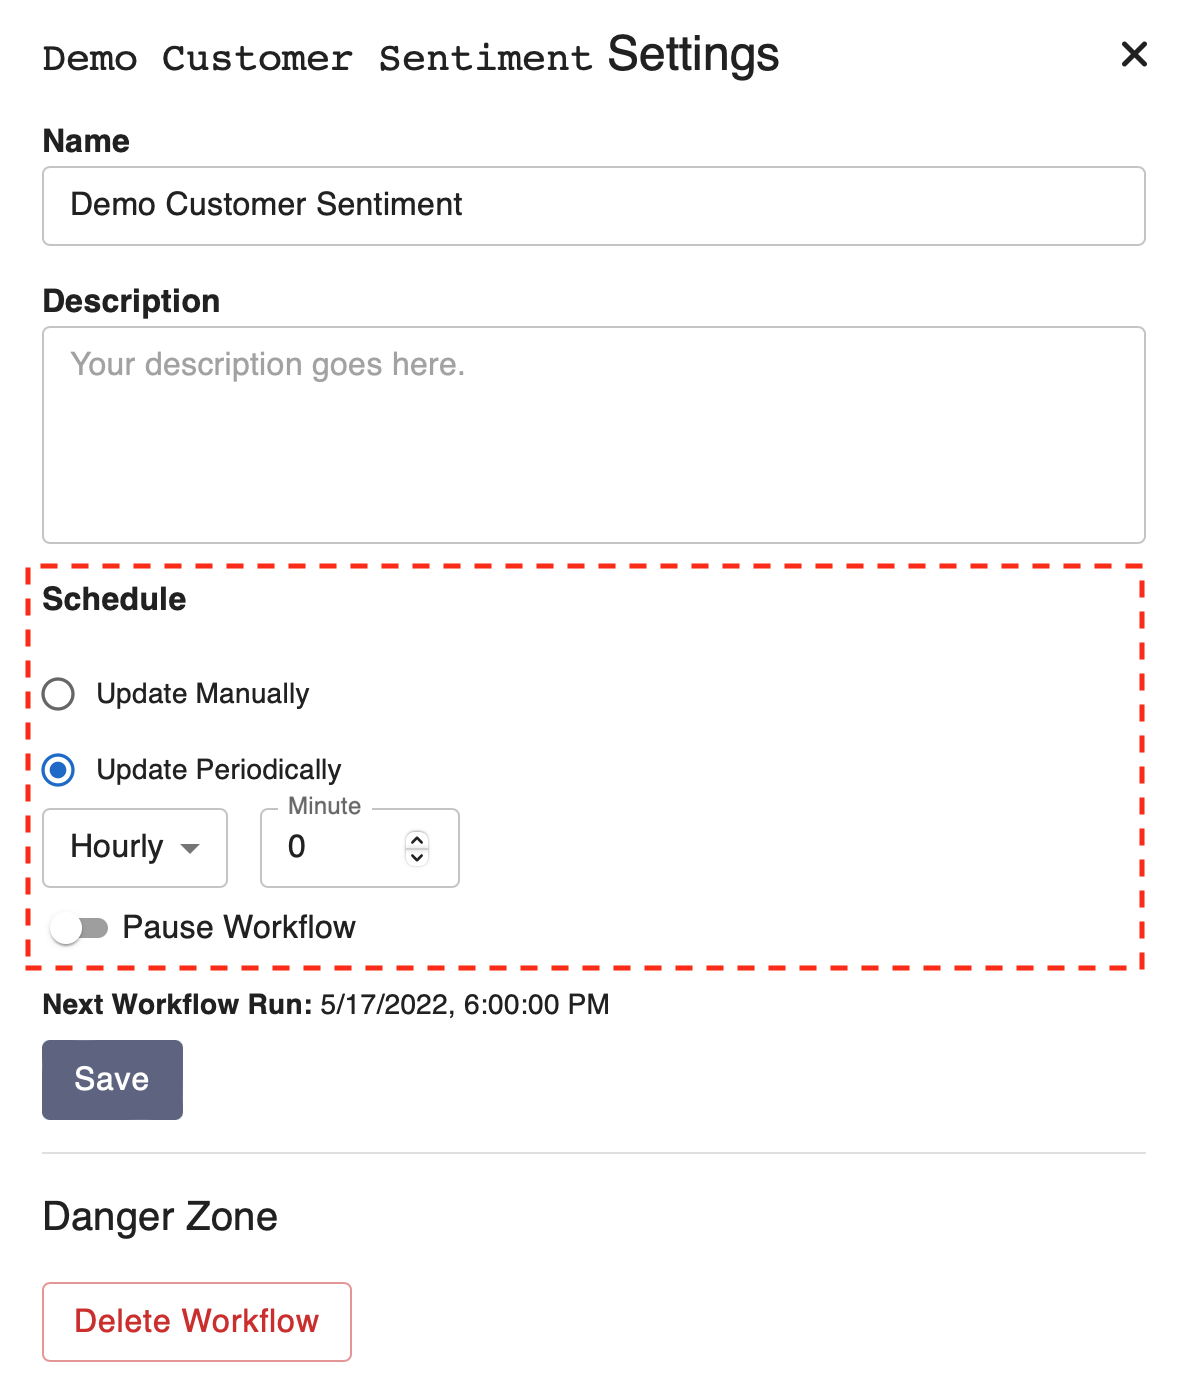 Demo Customer Sentiment Settings
Name
Demo Customer Sentiment
Description
Your description goes here.
Schedule
Update Manually
Update Periodically
Minute
Hourly 0
Pause Workflow
Next Workflow Run: 5/17/2022, 6:00:00 PM
Save
Danger Zone
Delete Workflow